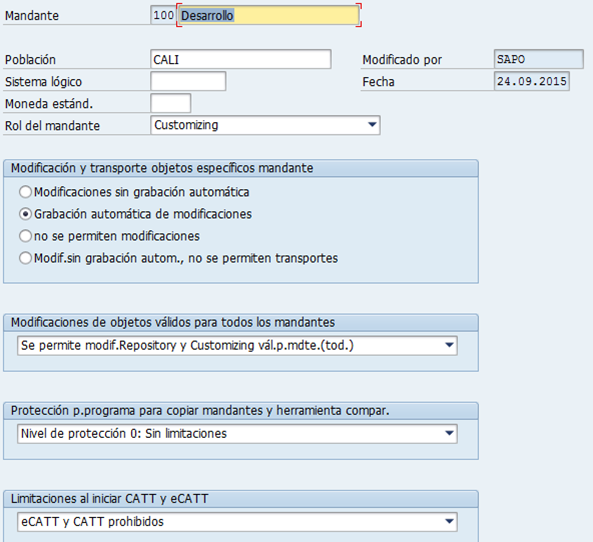 Mandante 100 Desarrollo
Población CALI Modificado por SAPO
Sistema lógico Fecha 24.09.2015
Moneda estánd.
Rol del mandante Customizing
Modificación y transporte objetos específicos mandante
Modificaciones sin grabación automática
Grabación automática de modificaciones
no se permiten modificaciones
Modif.sin grabación autom., no se permiten transportes
Modificaciones de objetos válidos para todos los mandantes
Se permite modif.Repository y Customizing vál.p.mdte.(tod.)
Protección p.programa para copiar mandantes y herramienta compar.
Nivel de protección 0: Sin limitaciones
Limitaciones al iniciar CATT y eCATT
eCATT y CATT prohibidos